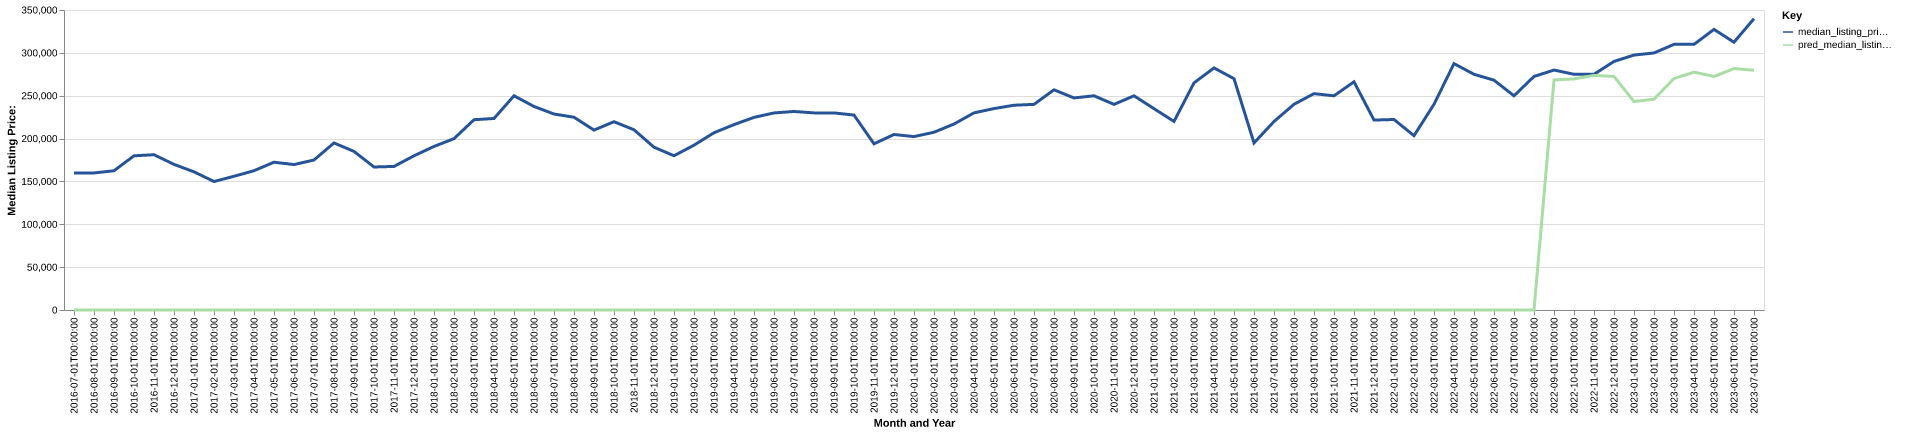 350,000
300,000
250,000
200,000
150,000
100,000
50,000
0
Median Listing Price:
2016-07-01T00:00:00
2016-08-01T00:00:00
2016-09-01T00:00:00
2016-10-01T00:00:00
2016-11-01T00:00:00
2016-12-01T00:00:00
2017-01-01T00:00:00
2017-02-01T00:00:00
2017-03-01T00:00:00
2017-04-01T00:00:00
2017-05-01T00:00:00
2017-06-01T00:00:00
2017-07-01T00:00:00
2017-08-01T00:00:00
2017-09-01T00:00:00
2017-10-01T00:00:00
2017-11-01T00:00:00
2017-12-01T00:00:00
2018-01-01T00:00:00
2018-02-01T00:00:00
2018-03-01T00:00:00
2018-04-01T00:00:00
2018-05-01T00:00:00
2018-06-01T00:00:00
2018-07-01T00:00:00
2018-08-01T00:00:00
2018-09-01T00:00:00
2018-10-01T00:00:00
2018-11-01T00:00:00
2018-12-01T00:00:00
2019-01-01T00:00:00
2019-02-01T00:00:00
2019-03-01T00:00:00
2019-04-01T00:00:00
2019-05-01T00:00:00
2019-06-01T00:00:00
2019-07-01T00:00:00
2019-08-01T00:00:00
2019-09-01T00:00:00
2019-10-01T00:00:00
2019-11-01T00:00:00
2019-12-01T00:00:00
2020-01-01T00:00:00
2020-02-01T00:00:00
2020-03-01T00:00:00
2020-04-01T00:00:00
2020-05-01T00:00:00
2020-06-01T00:00:00
2020-07-01T00:00:00
2020-08-01T00:00:00
2020-09-01T00:00:00
2020-10-01T00:00:00
2020-11-01T00:00:00
2020-12-01T00:00:00
2021-01-01T00:00:00
2021-02-01T00:00:00
2021-03-01T00:00:00
2021-04-01T00:00:00
2021-05-01T00:00:00
2021-06-01T00:00:00
2021-07-01T00:00:00
2021-08-01T00:00:00
2021-09-01T00:00:00
2021-10-01T00:00:00
2021-11-01T00:00:00
2021-12-01T00:00:00
2022-01-01T00:00:00
2022-02-01T00:00:00
2022-03-01T00:00:00
2022-04-01T00:00:00
2022-05-01T00:00:00
2022-06-01T00:00:00
2022-07-01T00:00:00
2022-08-01T00:00:00
2022-09-01T00:00:00
2022-10-01T00:00:00
2022-11-01T00:00:00
2022-12-01T00:00:00
2023-01-01T00:00:00
2023-02-01T00:00:00
2023-03-01T00:00:00
2023-04-01T00:00:00
2023-05-01T00:00:00
2023-06-01T00:00:00
2023-07-01T00:00:00
Month and Year
Key
median_listing_pri…
pred_median_listin…